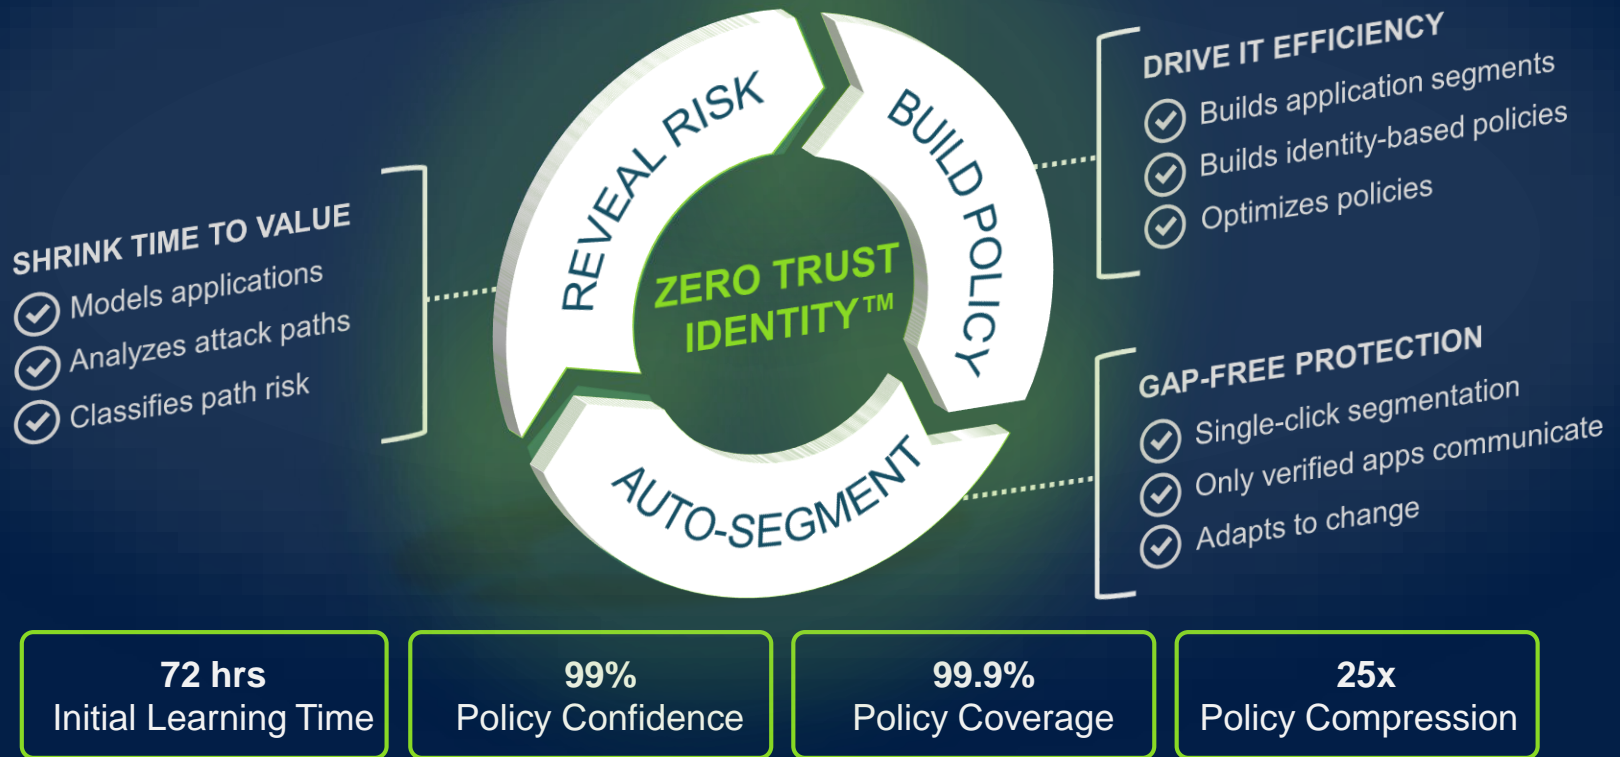 SHRINK TIME TO VALUE
Models applications
Analyzes attack paths
Classifies path risk
REVEAL RISK
BUILD POLICY
AUTO-SEGMENT
ZERO TRUST
IDENTITY™
DRIVE IT EFFICIENCY
Builds application segments
Builds identity-based policies
Optimizes policies
GAP-FREE PROTECTION
Single-click segmentation
Only verified apps communicate
Adapts to change
72 hrs
Initial Learning Time
99%
Policy Confidence
99.9%
Policy Coverage
25x
Policy Compression